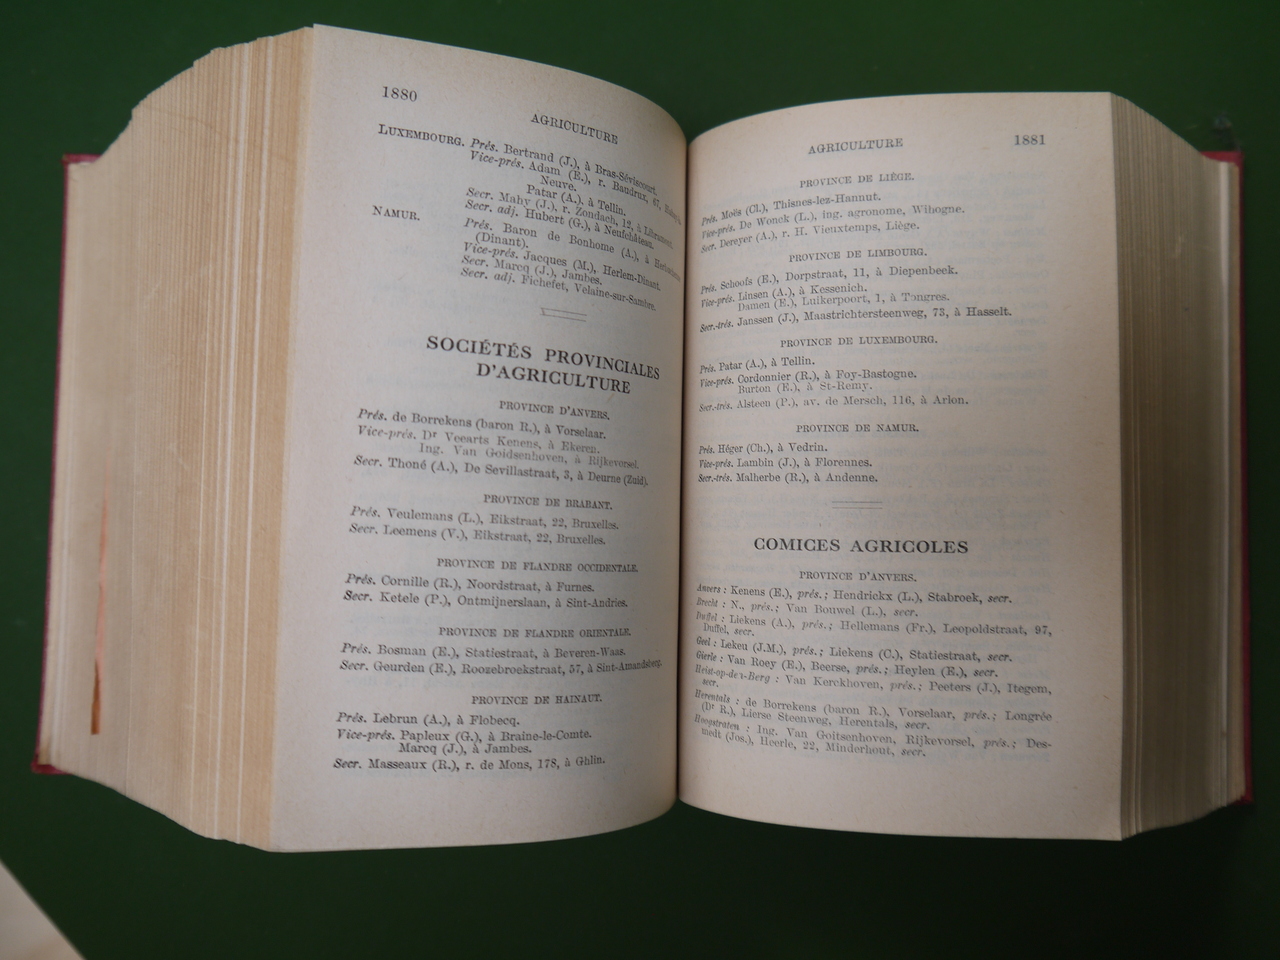 1880
AGRICULTURE
LUXEMBOURG. Prés. Bertrand (J.), à Bras-Séviscourt.
Vice-prés. Adam (E.), r. Baudrux, 67,
Neuve.
Patar (A.), à Tellin.
Secr. Mahy (J.), r. Zondach, 12, à Libramont.
Secr. adj. Hubert (G.), à Neufchâteau.
NAMUR. Prés. Baron de Bonhome (A.), à
(Dinant).
Vice-prés. Jacques (M.), Herlem-Dinant.
Secr. Marcq (J.), Jambes.
Secr. adj. Fichefet, Velaine-sur-Sambre.
SOCIÉTÉS PROVINCIALES
D'AGRICULTURE
PROVINCE D'ANVERS.
Prés. de Borrekens (baron R.), à Vorselaar.
Vice-prés. Dr Veearts Kenens, à Ekeren.
Ing. Van Goidsenhoven, à Rijkevorsel.
Secr. Thoné (A.), De Sevillastraat, 3, à Deurne (Zuid).
PROVINCE DE BRABANT.
Prés. Veulemans (L.), Eikstraat, 22, Bruxelles.
Secr. Leemens (V.), Eikstraat, 22, Bruxelles.
PROVINCE DE FLANDRE OCCIDENTALE.
Prés. Cornille (R.), Noordstraat, à Furnes.
Secr. Ketele (P.), Ontmijnerslaan, à Sint-Andries.
PROVINCE DE FLANDRE ORIENTALE.
Prés. Bosman (E.), Statiestraat, à Beveren-Waas.
Secr. Geurden (E.), Roozebroekstraat, 57, à Sint-Amandsberg.
PROVINCE DE HAINAUT.
Prés. Lebrun (A.), à Flobecq.
Vice-prés. Papleux (G.), à Braine-le-Comte.
Marcq (J.), à Jambes.
Secr. Masseaux (R.), r. de Mons, 178, à Ghlin.
AGRICULTURE
1881
PROVINCE DE LIÉGE.
Prés. Moës (Cl.), Thisnes-lez-Hannut.
Vice-prés. De Wonck (L.), ing. agronome, Wihogne.
Secr. Dereyer (A.), r. H. Vieuxtemps, Liége.
PROVINCE DE LIMBOURG.
Prés. Schoofs (E.), Dorpstraat, 11, à Diepenbeek.
Vice-prés. Linsen (A.), à Kessenich.
Damen (E.), Luikerpoort, 1, à Tongres.
Secr.-trés. Janssen (J.), Maastrichtersteenweg, 73, à Hasselt.
PROVINCE DE LUXEMBOURG.
Prés. Patar (A.), à Tellin.
Vice-prés. Cordonnier (R.), à Foy-Bastogne.
Burton (E.), à St-Remy.
Secr.-trés. Alsteen (P.), av. de Mersch, 116, à Arlon.
PROVINCE DE NAMUR.
Prés. Héger (Ch.), à Vedrin.
Vice-prés. Lambin (J.), à Florennes.
Secr.-trés. Malherbe (R.), à Andenne.
COMICES AGRICOLES
PROVINCE D'ANVERS.
Anvers : Kenens (E.), prés.; Hendrickx (L.), Stabroek, secr.
Brecht : N., prés.; Van Bouwel (L.), secr.
Duffel : Liekens (A.), prés.; Hellemans (Fr.), Leopoldstraat, 97,
Duffel, secr.
Geel : Lekeu (J.M.), prés.; Liekens (C.), Statiestraat, secr.
Gierle : Van Roey (E.), Beerse, prés.; Heylen (E.), secr.
Heist-op-de-Berg : Van Kerckhoven, prés.; Peeters (J.), Itegem,
secr.
Herentals : de Borrekens (baron R.), Vorselaar, prés.; Longrée
(Dr R.), Lierse Steenweg, Herentals, secr.
Hoogstraten : Ing. Van Goitsenhoven, Rijkevorsel, prés.; Des-
medt (Jos.), Heerle, 22, Minderhout, secr.